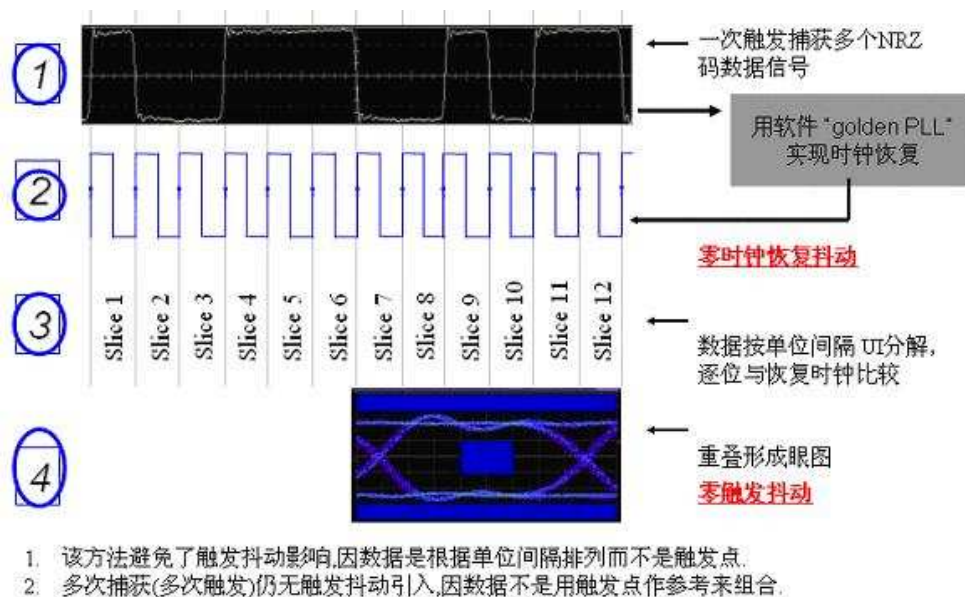 1
一次触发捕获多个NRZ
码数据信号
用软件 "golden PLL"
实现时钟恢复
2
零时钟恢复抖动
3
Slice 1
Slice 2
Slice 3
Slice 4
Slice 5
Slice 6
Slice 7
Slice 8
Slice 9
Slice 10
Slice 11
Slice 12
数据按单位间隔 UI分解,
逐位与恢复时钟比较
4
重叠形成眼图
零触发抖动
1. 该方法避免了触发抖动影响,因数据是根据单位间隔排列而不是触发点.
2. 多次捕获(多次触发)仍无触发抖动引入,因数据不是用触发点作参考来组合.